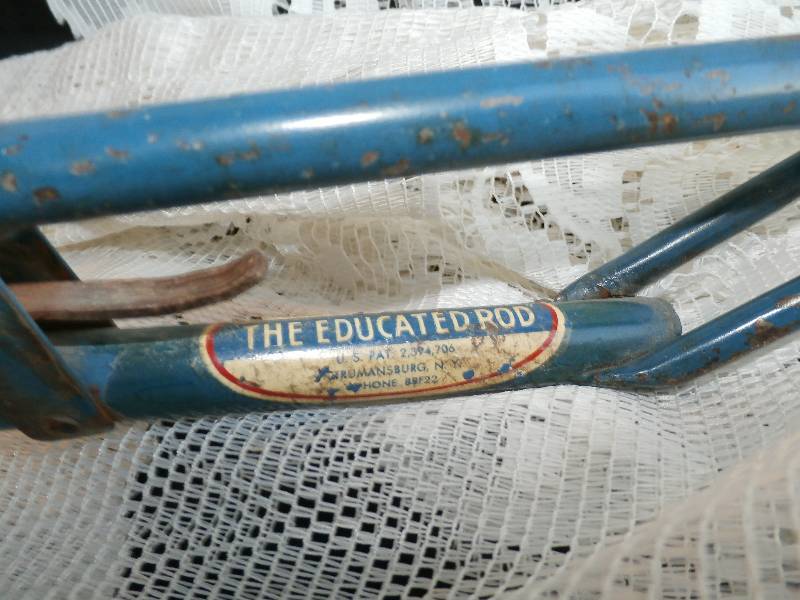 THE EDUCATED ROD
U.S. PAT. 2,394,706
TRUMANSBURG, N.Y.
PHONE 88F22